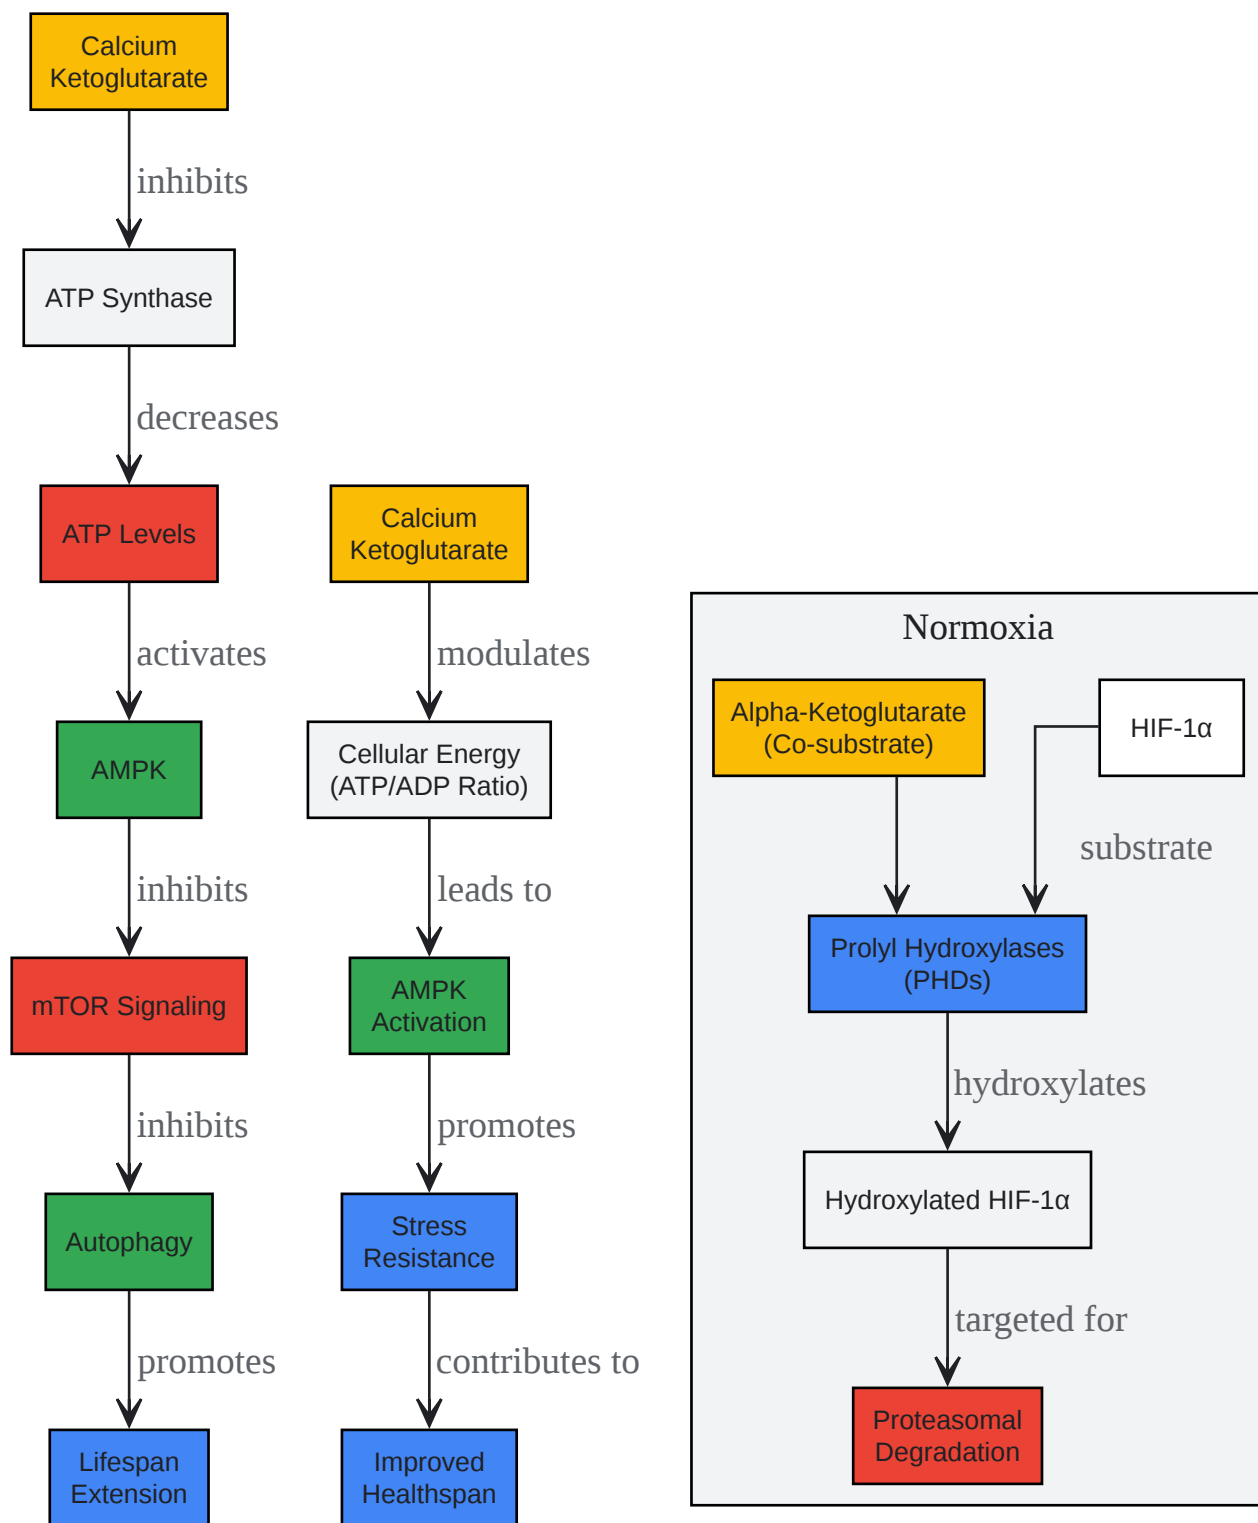 Calcium
Ketoglutarate
inhibits
ATP Synthase
decreases
ATP Levels
activates
AMPK
inhibits
mTOR Signaling
inhibits
Autophagy
promotes
Lifespan
Extension
Calcium
Ketoglutarate
modulates
Cellular Energy
(ATP/ADP Ratio)
leads to
AMPK
Activation
promotes
Stress
Resistance
contributes to
Improved
Healthspan
Normoxia
Alpha-Ketoglutarate
(Co-substrate)
HIF-1α
substrate
Prolyl Hydroxylases
(PHDs)
hydroxylates
Hydroxylated HIF-1α
targeted for
Proteasomal
Degradation